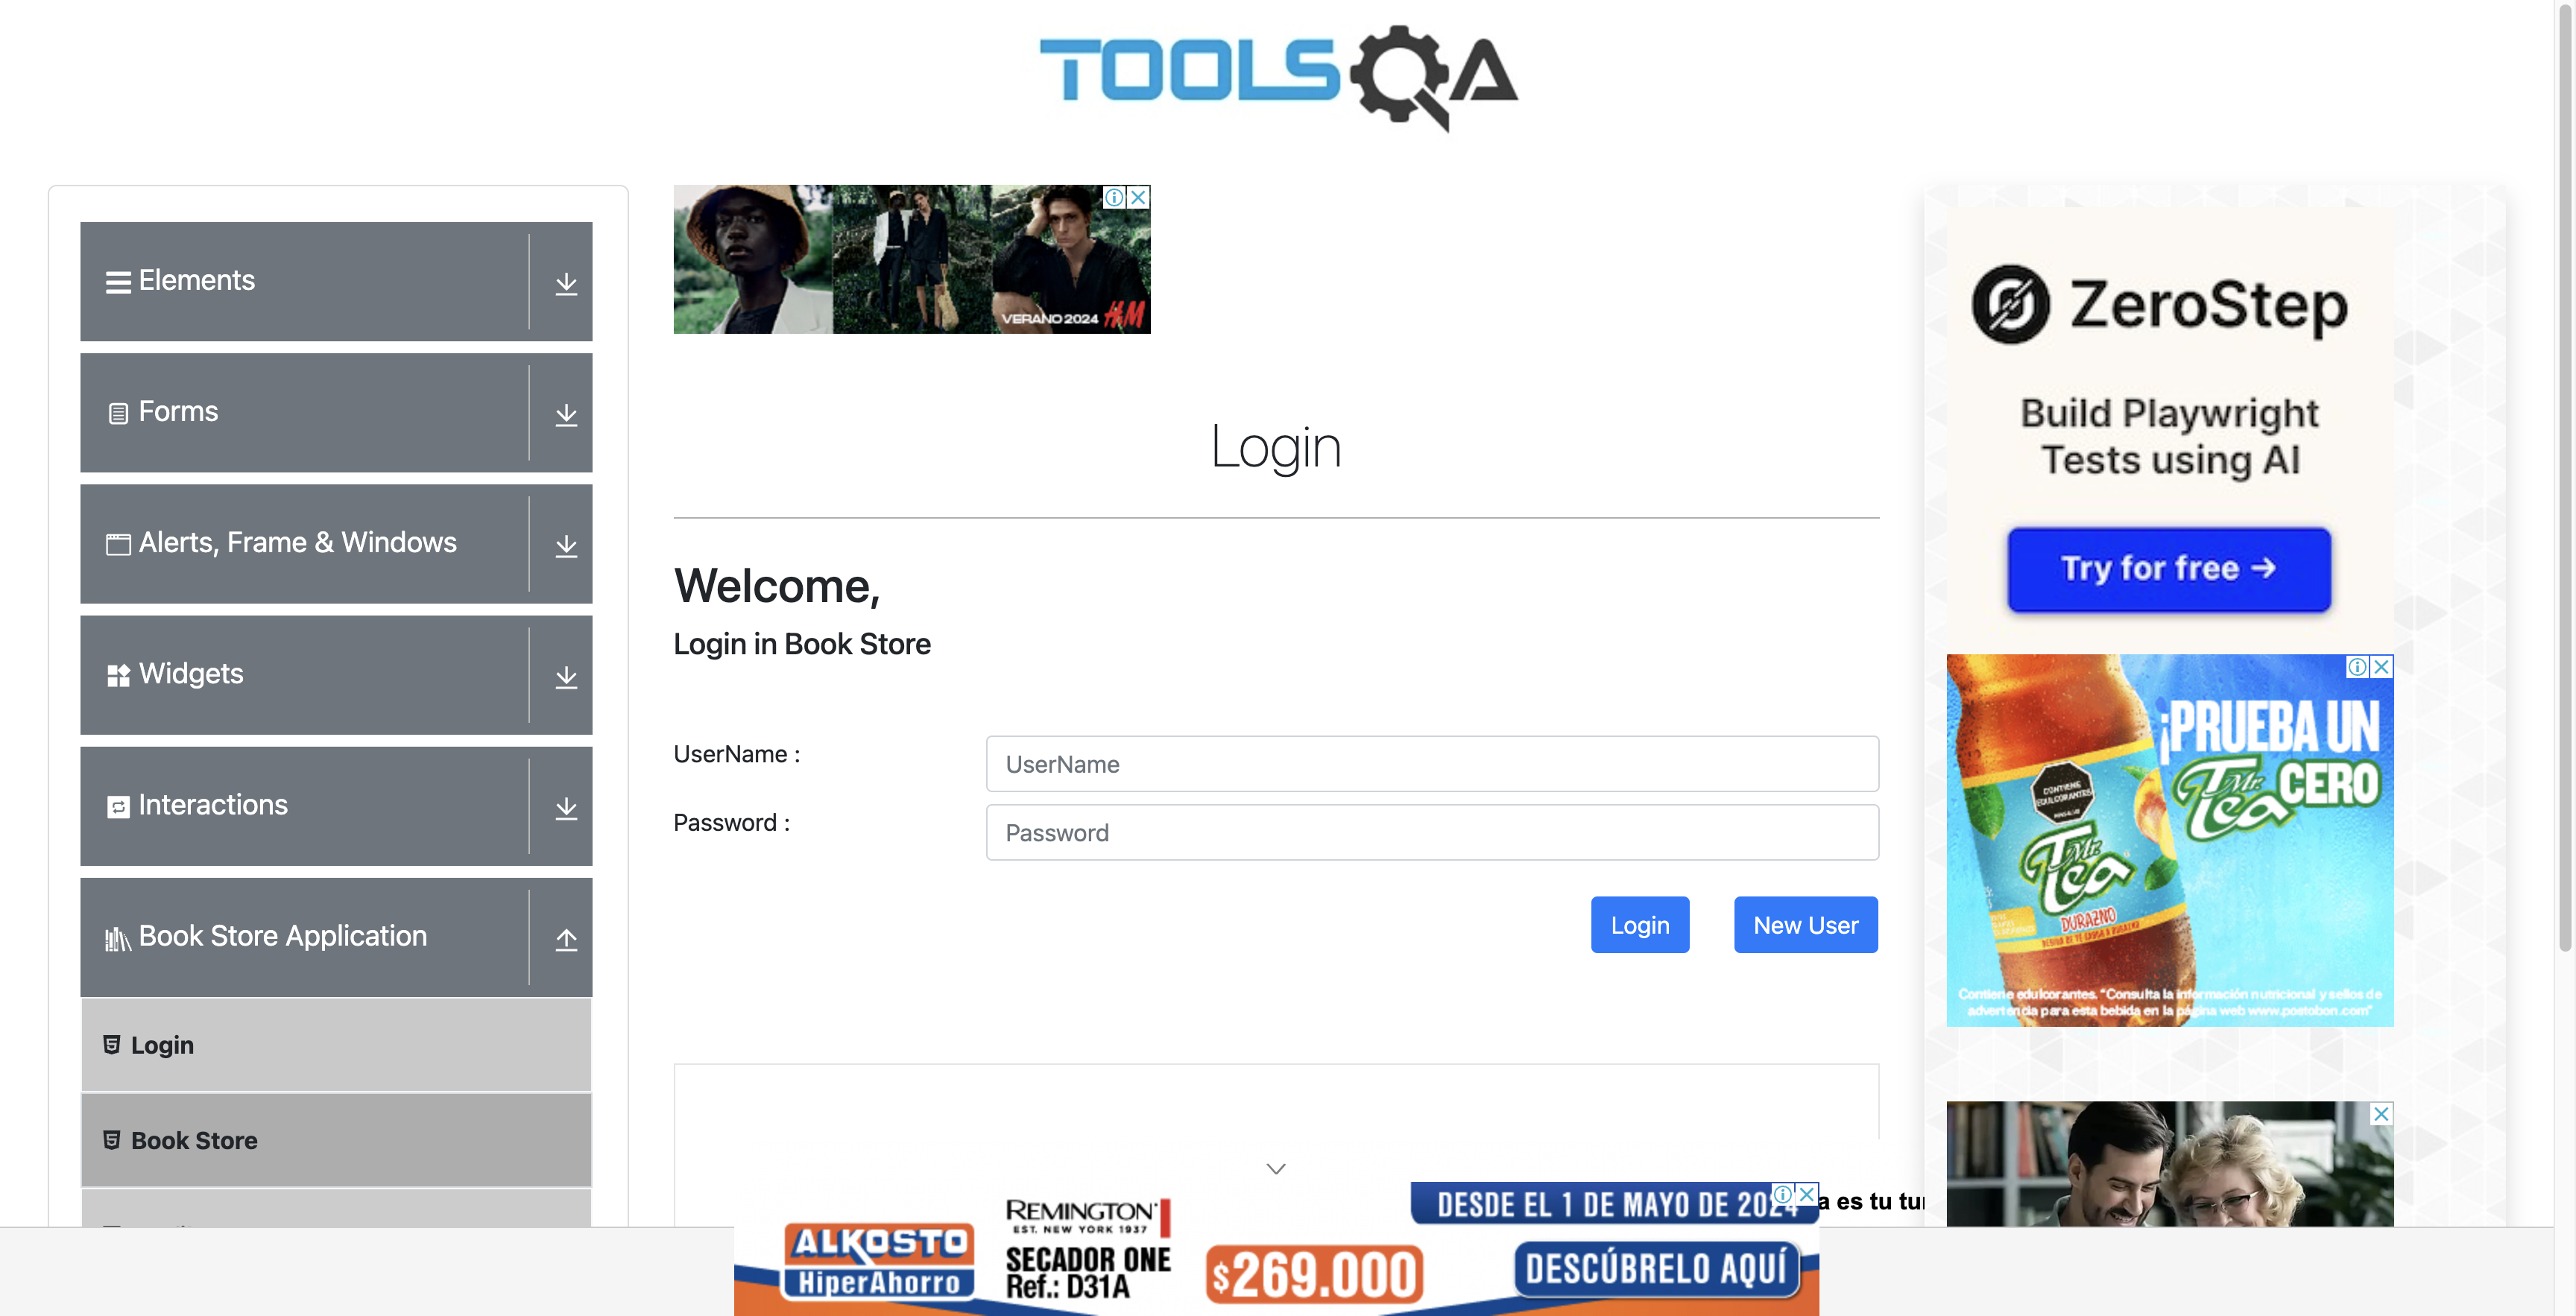 TOOLSQA
Elements
Forms
Alerts, Frame & Windows
Widgets
Interactions
Book Store Application
Login
Book Store
VERANO 2024 H&M
Login
Welcome,
Login in Book Store
UserName :
UserName
Password :
Password
Login
New User
ZeroStep
Build Playwright
Tests using AI
Try for free →
¡PRUEBA UN
Mr. Tea CERO
CONTIENE
EDULCORANTES
Mr. Tea
DURAZNO
Contiene edulcorantes. "Consulta la información nutricional y sellos de
advertencia para esta bebida en la página web www.postobon.com"
a es tu tu
ALKOSTO
HiperAhorro
REMINGTON
EST. NEW YORK 1937
SECADOR ONE
Ref.: D31A
$269.000
DESDE EL 1 DE MAYO DE 2024
DESCÚBRELO AQUÍ